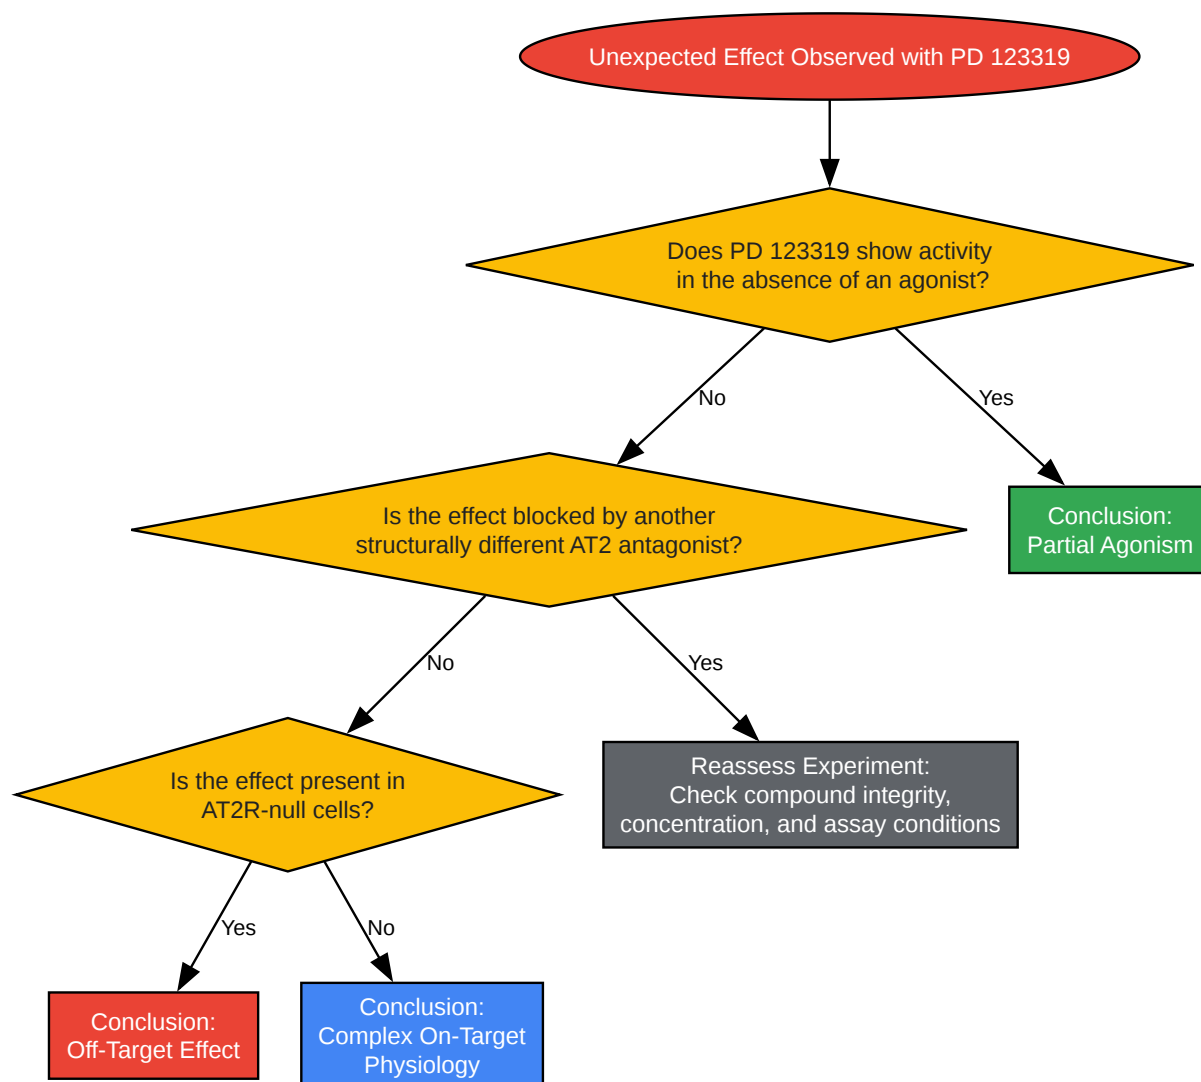 Unexpected Effect Observed with PD 123319
Does PD 123319 show activity
in the absence of an agonist?
No
Yes
Is the effect blocked by another
structurally different AT2 antagonist?
Conclusion:
Partial Agonism
No
Yes
Is the effect present in
AT2R-null cells?
Reassess Experiment:
Check compound integrity,
concentration, and assay conditions
Yes
No
Conclusion:
Off-Target Effect
Conclusion:
Complex On-Target
Physiology